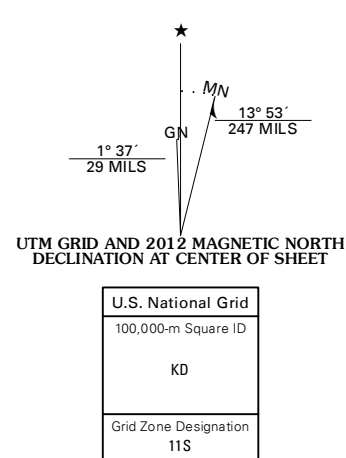 ★
MN
GN
13° 53´
247 MILS
1° 37´
29 MILS
UTM GRID AND 2012 MAGNETIC NORTH
DECLINATION AT CENTER OF SHEET
U.S. National Grid
100,000-m Square ID
KD
Grid Zone Designation
11S